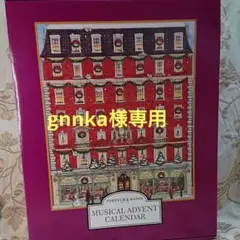 gnnka様専用
FORTNUM & MASON
MUSICAL ADVENT
CALENDAR